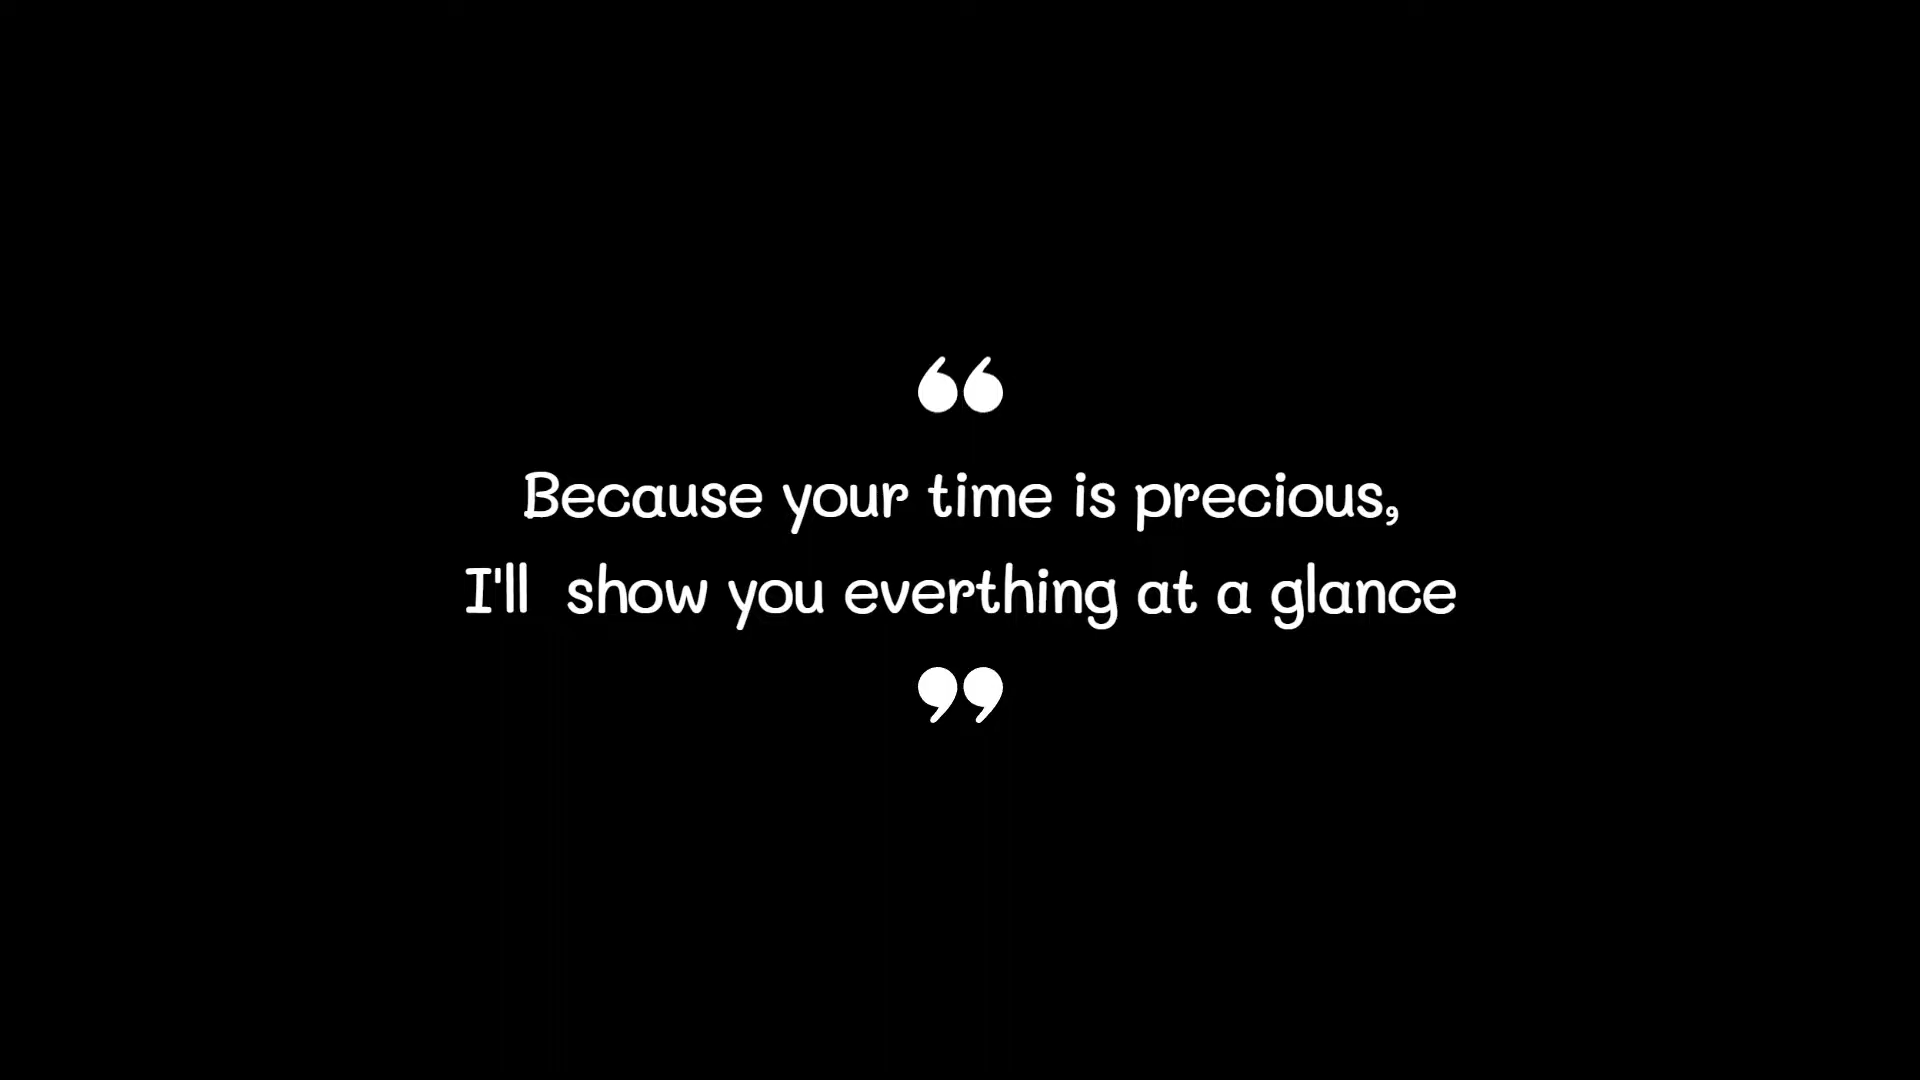 “
Because your time is precious,
I'll  show you everthing at a glance
”